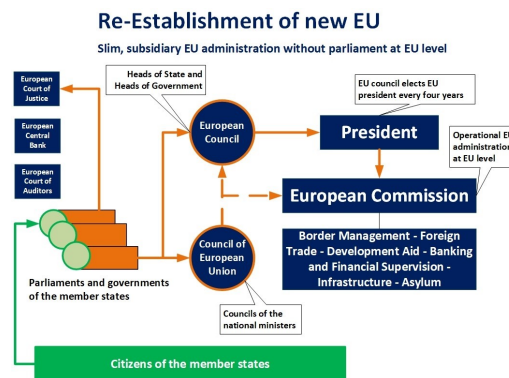 Re-Establishment of new EU
Slim, subsidiary EU administration without parliament at EU level
European
Court of
Justice
European
Central
Bank
European
Court of
Auditors
Heads of State and
Heads of Government
European
Council
EU council elects EU
president every four years
President
Operational EU
administration
at EU level
European Commission
Border Management - Foreign
Trade - Development Aid - Banking
and Financial Supervision -
Infrastructure - Asylum
Council of
European
Union
Parliaments and governments
of the member states
Councils of the
national ministers
Citizens of the member states